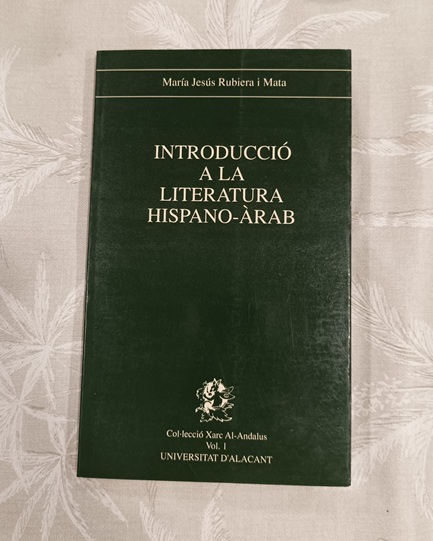 María Jesús Rubiera i Mata
INTRODUCCIÓ
A LA
LITERATURA
HISPANO-ÀRAB
Col·lecció Xarc Al-Andalus
Vol. 1
UNIVERSITAT D'ALACANT